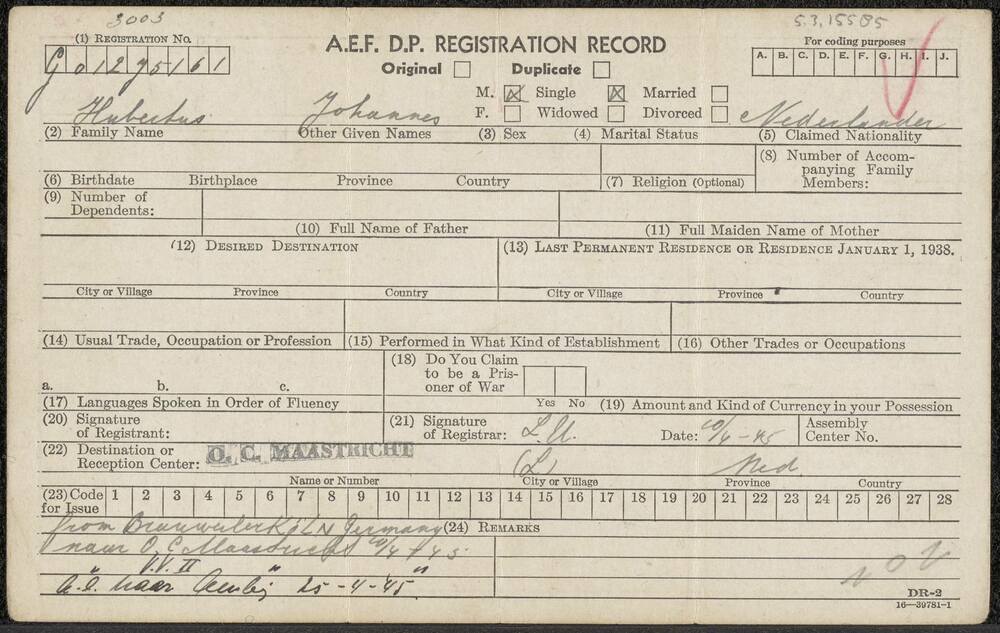 3003
S.3, 15585
(1) Registration No.
A.E.F. D.P. REGISTRATION RECORD
For coding purposes
G 01275161
Original Duplicate
A. B. C. D. E. F. G. H. I. J.
M. Single Married
Hubertus Johannes F. Widowed Divorced Nederlander
(2) Family Name Other Given Names (3) Sex (4) Marital Status (5) Claimed Nationality
(8) Number of Accompanying Family Members:
(6) Birthdate Birthplace Province Country (7) Religion (Optional)
(9) Number of Dependents:
(10) Full Name of Father (11) Full Maiden Name of Mother
(12) Desired Destination (13) Last Permanent Residence or Residence January 1, 1938.
City or Village Province Country City or Village Province Country
(14) Usual Trade, Occupation or Profession (15) Performed in What Kind of Establishment (16) Other Trades or Occupations
(18) Do You Claim to be a Prisoner of War
a. b. c.
Yes No
(17) Languages Spoken in Order of Fluency (19) Amount and Kind of Currency in your Possession
(20) Signature of Registrant: (21) Signature of Registrar: Date: 10/4-45 Assembly Center No.
(22) Destination or Reception Center: O. C. MAASTRICHT (L) Ned
Name or Number City or Village Province Country
(23) Code for Issue 1 2 3 4 5 6 7 8 9 10 11 12 13 14 15 16 17 18 19 20 21 22 23 24 25 26 27 28
from Brauweiler Köln Germany (24) Remarks
naar O.C. Maastricht 10/4 - 45
" V.V. II " "
naar 25-4-'45
DR-2
16—39781-1